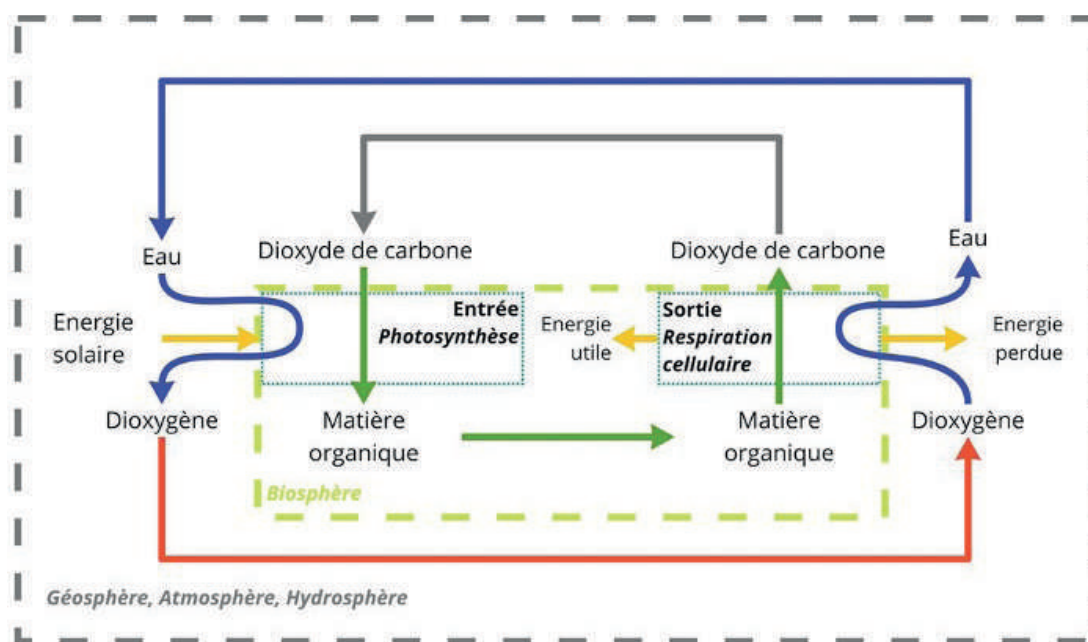 Eau
Dioxyde de carbone
Dioxyde de carbone
Eau
Energie
solaire
Entrée
Photosynthèse
Energie
utile
Sortie
Respiration
cellulaire
Energie
perdue
Dioxygène
Matière
organique
Matière
organique
Dioxygène
Biosphère
Géosphère, Atmosphère, Hydrosphère